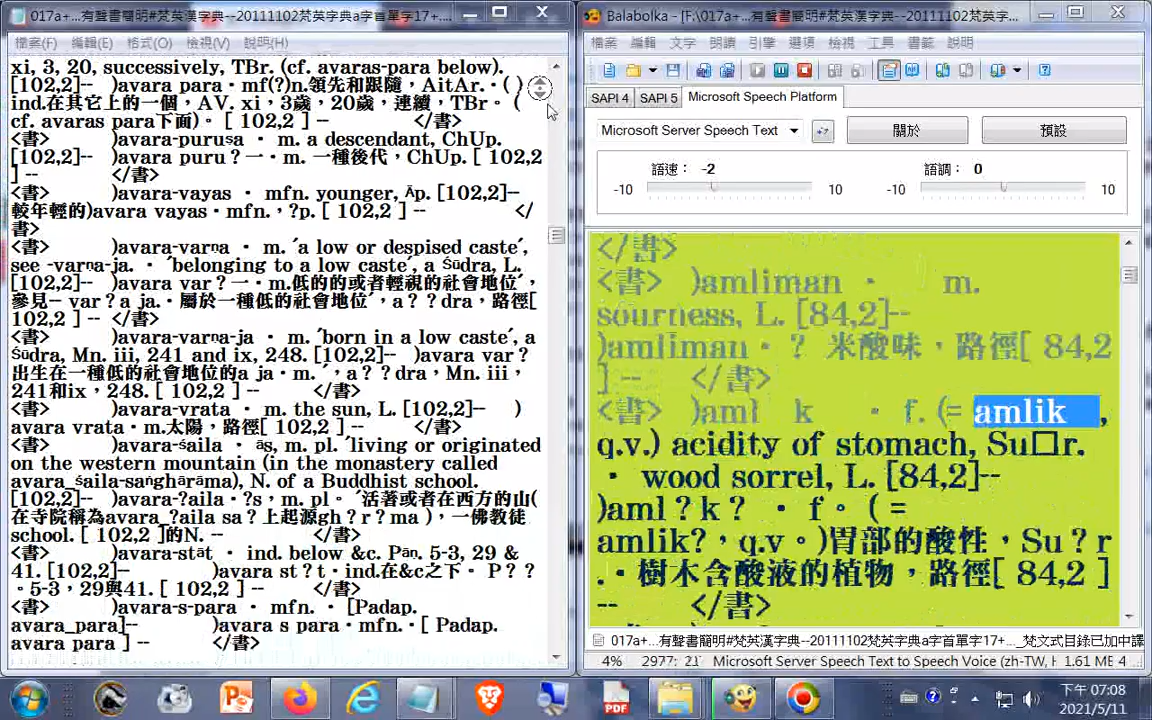 017a+...有聲書簡明#梵英漢字典--20111102梵英字典a字首單字17+...
檔案(F) 編輯(E) 格式(O) 檢視(V) 說明(H)
xi, 3, 20, successively, TBr. (cf. avaras-para below).
[102,2]-- )avara para‧mf(?)n.領先和跟隨，AitAr.‧( )
ind.在其它上的一個，AV. xi，3歲，20歲，連續，TBr。(
cf. avaras para下面)。[ 102,2 ] -- </書>
<書> )avara-puruṣa ‧ m. a descendant, ChUp.
[102,2]-- )avara puru？一‧m. 一種後代，ChUp. [ 102,2
] -- </書>
<書> )avara-vayas ‧ mfn. younger, Āp. [102,2]--
較年輕的)avara vayas‧mfn.，?p. [ 102,2 ] -- </
書>
<書> )avara-varṇa ‧ m. 'a low or despised caste',
see -varṇa-ja. ‧ 'belonging to a low caste', a Śūdra, L.
[102,2]-- )avara var？一‧m.低的的或者輕視的社會地位'，
參見－var？a ja.‧屬於一種低的社會地位'，a？？dra，路徑[
102,2 ] -- </書>
<書> )avara-varṇa-ja ‧ m. 'born in a low caste', a
Śūdra, Mn. iii, 241 and ix, 248. [102,2]-- )avara var？
出生在一種低的社會地位的a ja‧m.'，a？？dra，Mn. iii，
241和ix，248. [ 102,2 ] -- </書>
<書> )avara-vrata ‧ m. the sun, L. [102,2]-- )
avara vrata‧m.太陽，路徑[ 102,2 ] -- </書>
<書> )avara-śaila ‧ ās, m. pl. 'living or originated
on the western mountain (in the monastery called
avara_śaila-saṅghārāma), N. of a Buddhist school.
[102,2]-- )avara-?aila‧?s，m. pl。'活著或者在西方的山(
在寺院稱為avara_?aila sa？上起源gh？r？ma )，一佛教徒
school. [ 102,2 ]的N. -- </書>
<書> )avara-stāt ‧ ind. below &c. Pāṇ. 5-3, 29 &
41. [102,2]-- )avara st？t‧ind.在&c之下。P？？
。5-3，29與41. [ 102,2 ] -- </書>
<書> )avara-s-para ‧ mfn. ‧ [Padap.
avara_para]-- )avara s para‧mfn.‧[ Padap.
avara para ] -- </書>
Balabolka - [F:\017a+...有聲書簡明#梵英漢字典--20111102梵英字...
檔案 編輯 文字 朗讀 引擎 選項 檢視 工具 書籤 說明
SAPI 4 SAPI 5 Microsoft Speech Platform
Microsoft Server Speech Text 關於 預設
語速： -2 語調： 0
-10 10 -10 10
</書>
<書> )amliman ‧ m.
sourness, L. [84,2]--
)amliman‧？ 米酸味，路徑[ 84,2
] -- </書>
<書> )aml k ‧ f. (= amlik ,
q.v.) acidity of stomach, Su□r.
‧ wood sorrel, L. [84,2]--
)aml？k？ ‧ f。( =
amlik?，q.v。)胃部的酸性，Su？r
.‧樹木含酸液的植物，路徑[ 84,2 ]
-- </書>
017a+...有聲書簡明#梵英漢字典--20111102梵英字典a字首單字17+..._梵文式目錄已加中譯
4% 2977: Microsoft Server Speech Text to Speech Voice (zh-TW, H 1.61 ME 4
下午 07:08
2021/5/11